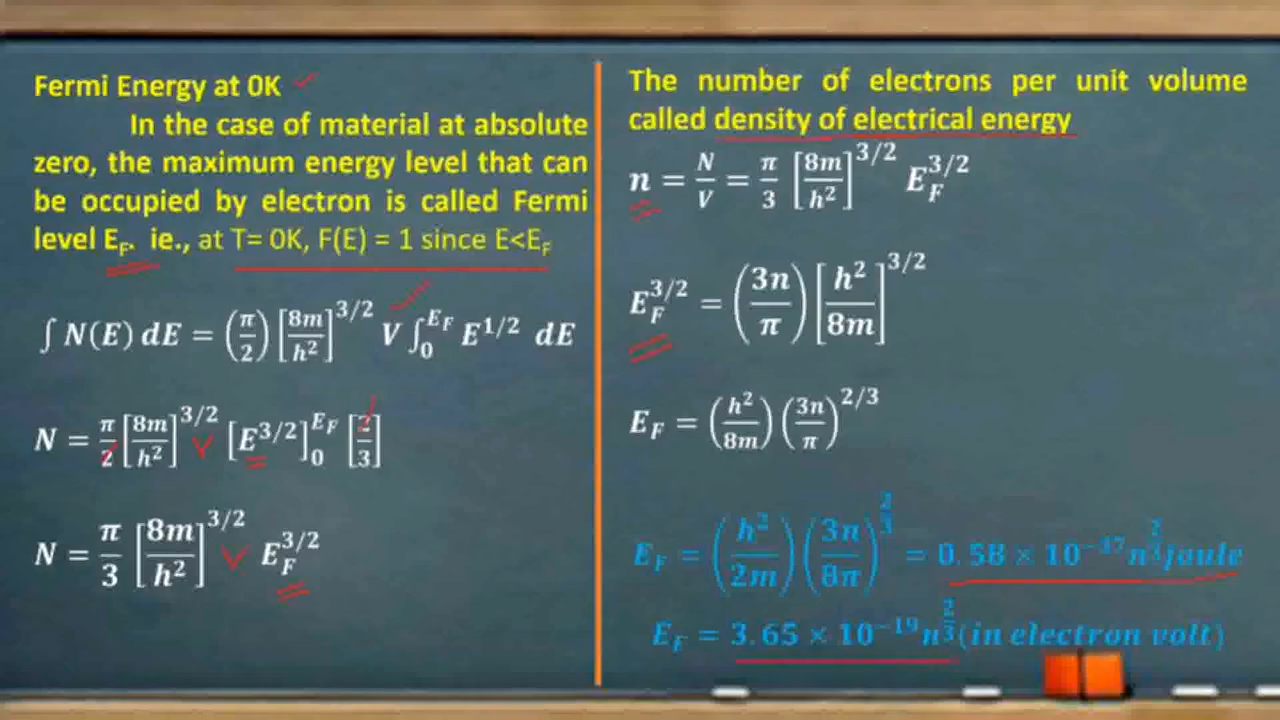 Fermi Energy at 0K
In the case of material at absolute
zero, the maximum energy level that can
be occupied by electron is called Fermi
level E_F. ie., at T= 0K, F(E) = 1 since E<E_F
∫ N(E) dE = (π/2) [8m/h²]^{3/2} V ∫₀^{E_F} E^{1/2} dE
N = π/2 [8m/h²]^{3/2} V [E^{3/2}]₀^{E_F} [2/3]
N = π/3 [8m/h²]^{3/2} V E_F^{3/2}
The number of electrons per unit volume
called density of electrical energy
n = N/V = π/3 [8m/h²]^{3/2} E_F^{3/2}
E_F^{3/2} = (3n/π) [h²/8m]^{3/2}
E_F = (h²/8m) (3n/π)^{2/3}
E_F = (h²/2m) (3n/8π)^{2/3} = 0.58 × 10^{-37} n^{2/3} joule
E_F = 3.65 × 10^{-19} n^{2/3} (in electron volt)